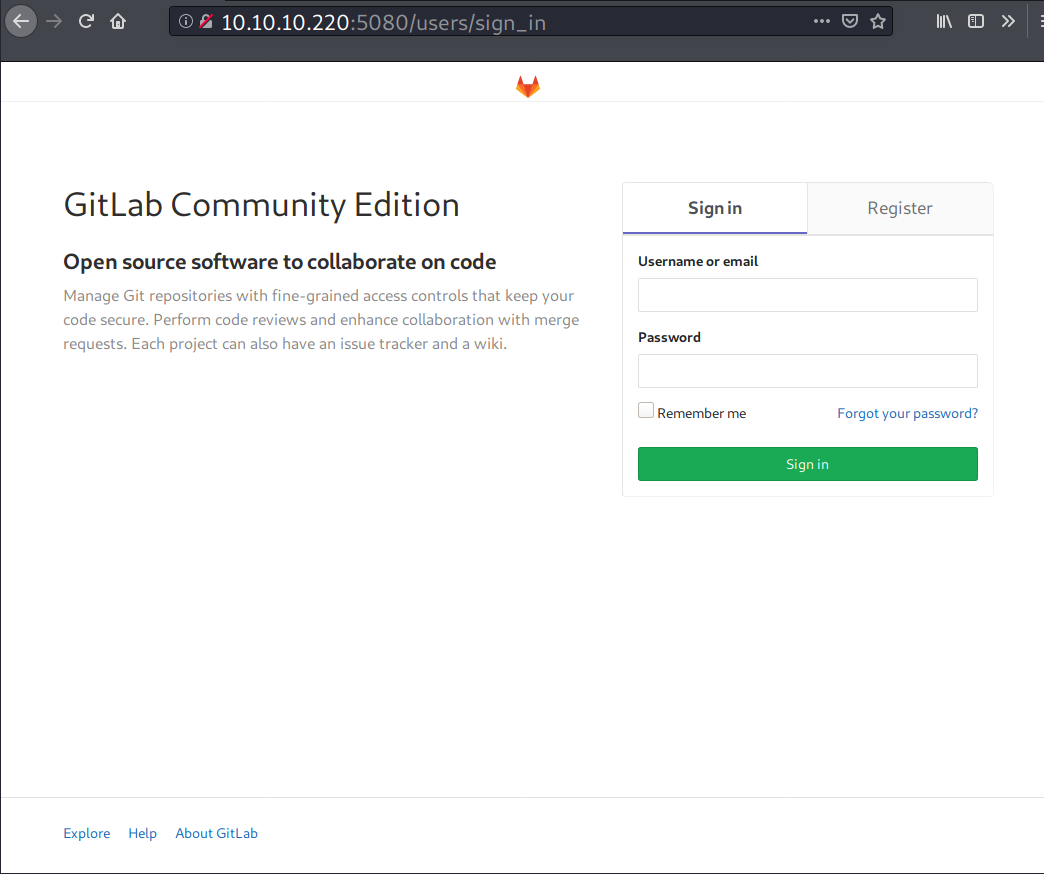 10.10.10.220:5080/users/sign_in
GitLab Community Edition
Open source software to collaborate on code
Manage Git repositories with fine-grained access controls that keep your
code secure. Perform code reviews and enhance collaboration with merge
requests. Each project can also have an issue tracker and a wiki.
Sign in
Register
Username or email
Password
Remember me
Forgot your password?
Sign in
Explore
Help
About GitLab